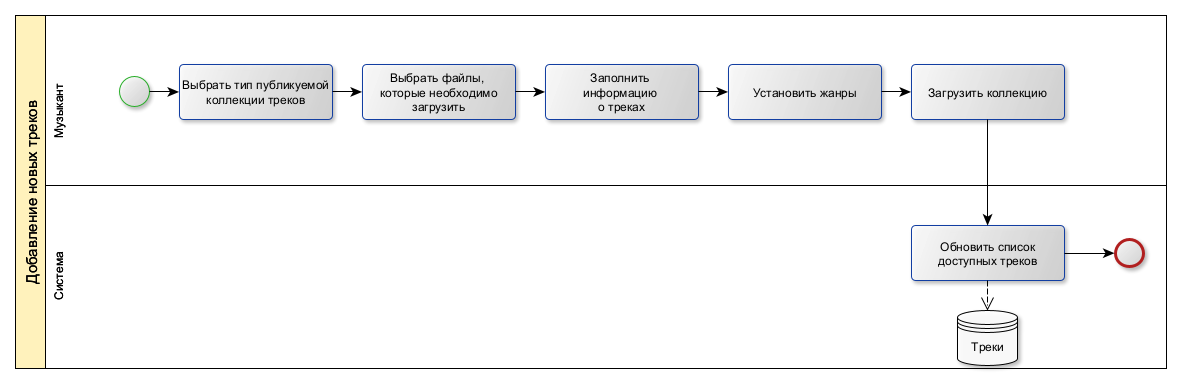 Добавление новых треков
Музыкант
Выбрать тип публикуемой
коллекции треков
Выбрать файлы,
которые необходимо
загрузить
Заполнить
информацию
о треках
Установить жанры
Загрузить коллекцию
Система
Обновить список
доступных треков
Треки